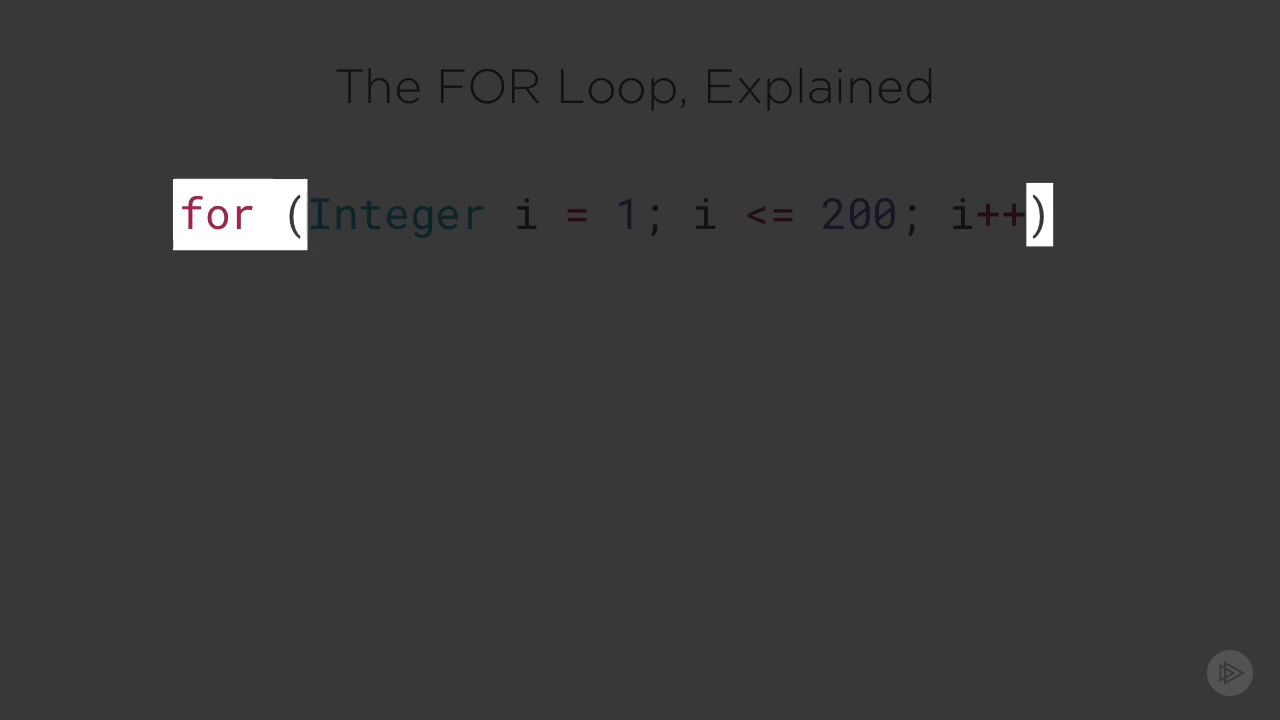 The FOR Loop, Explained
for (Integer i = 1; i <= 200; i++)